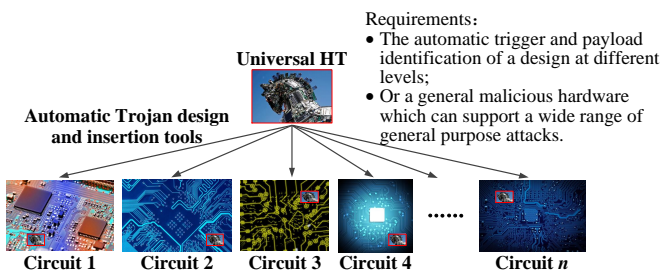 Requirements：
• The automatic trigger and payload
identification of a design at different
levels;
• Or a general malicious hardware
which can support a wide range of
general purpose attacks.
Universal HT
Automatic Trojan design
and insertion tools
......
Circuit 1 Circuit 2 Circuit 3 Circuit 4 Circuit n